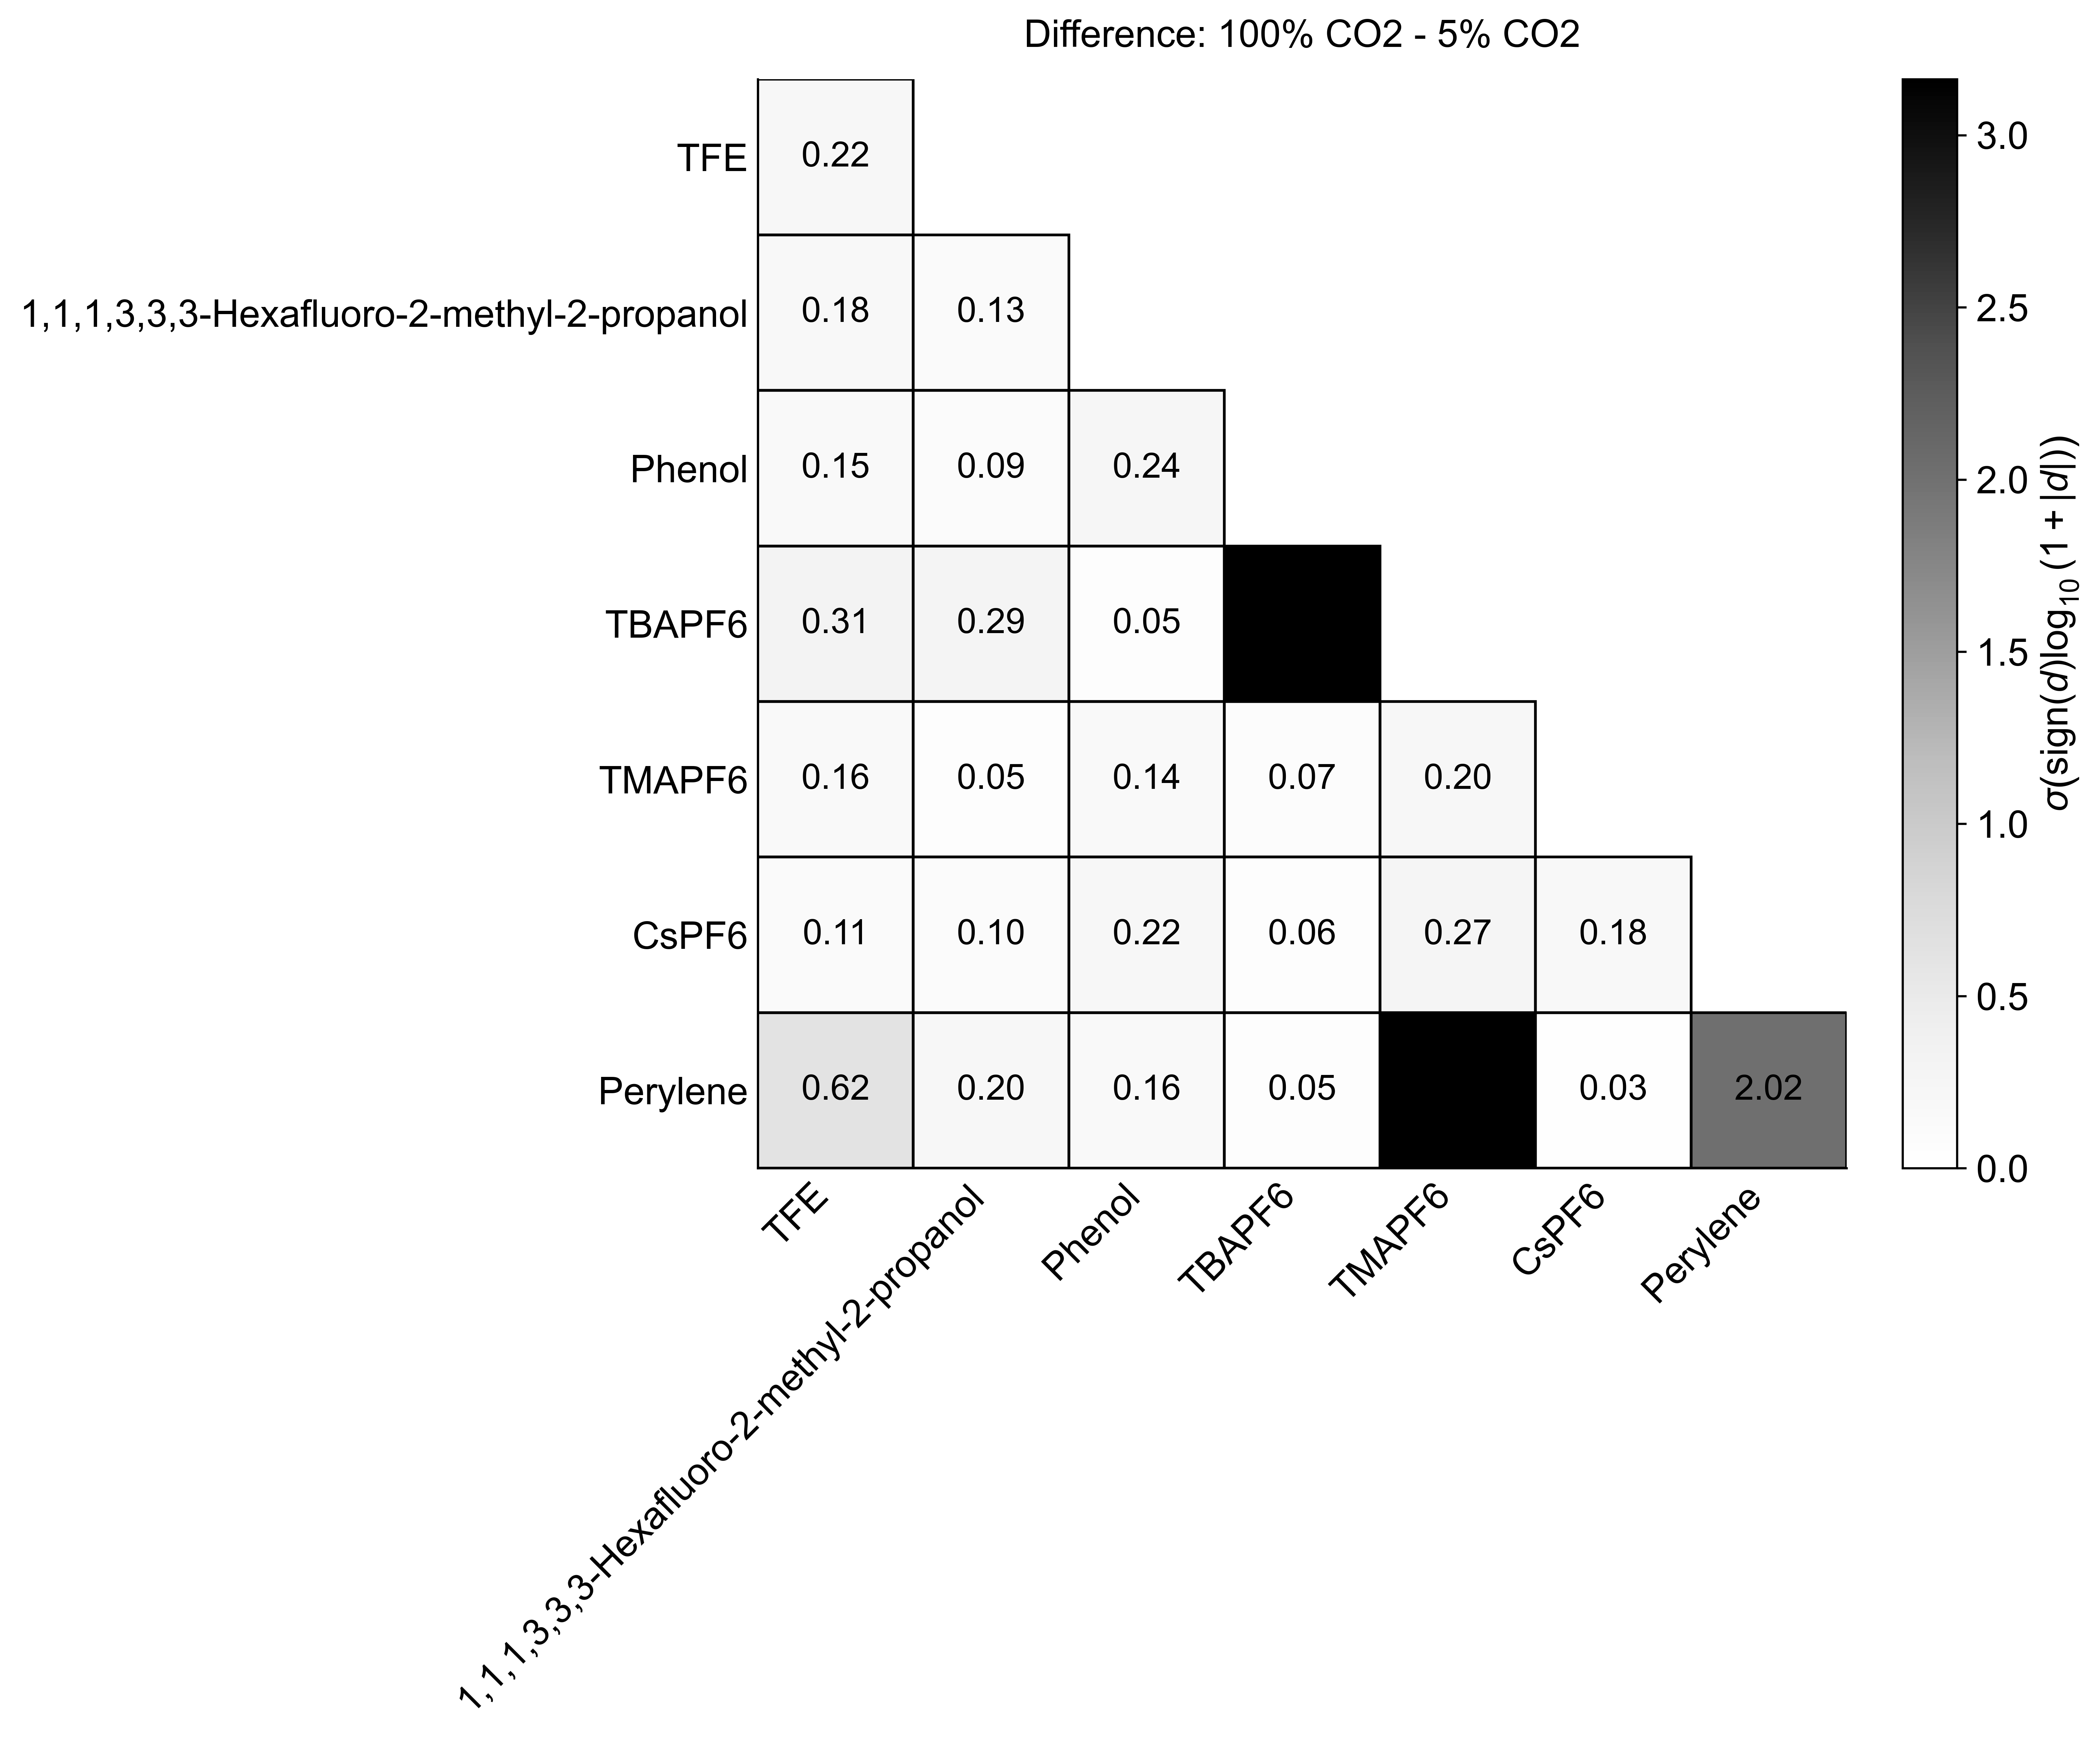 Difference: 100% CO2 - 5% CO2
TFE 0.22
1,1,1,3,3,3-Hexafluoro-2-methyl-2-propanol 0.18 0.13
Phenol 0.15 0.09 0.24
TBAPF6 0.31 0.29 0.05
TMAPF6 0.16 0.05 0.14 0.07 0.20
CsPF6 0.11 0.10 0.22 0.06 0.27 0.18
Perylene 0.62 0.20 0.16 0.05 0.03 2.02
TFE
1,1,1,3,3,3-Hexafluoro-2-methyl-2-propanol
Phenol
TBAPF6
TMAPF6
CsPF6
Perylene
3.0
2.5
2.0
1.5
1.0
0.5
0.0
σ(sign(d)log₁₀(1 + |d|))